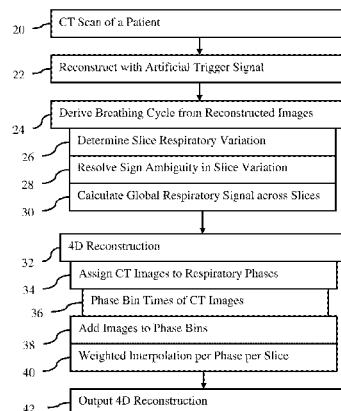 20 CT Scan of a Patient
22 Reconstruct with Artificial Trigger Signal
24 Derive Breathing Cycle from Reconstructed Images
26 Determine Slice Respiratory Variation
28 Resolve Sign Ambiguity in Slice Variation
30 Calculate Global Respiratory Signal across Slices
32 4D Reconstruction
34 Assign CT Images to Respiratory Phases
36 Phase Bin Times of CT Images
38 Add Images to Phase Bins
40 Weighted Interpolation per Phase per Slice
42 Output 4D Reconstruction